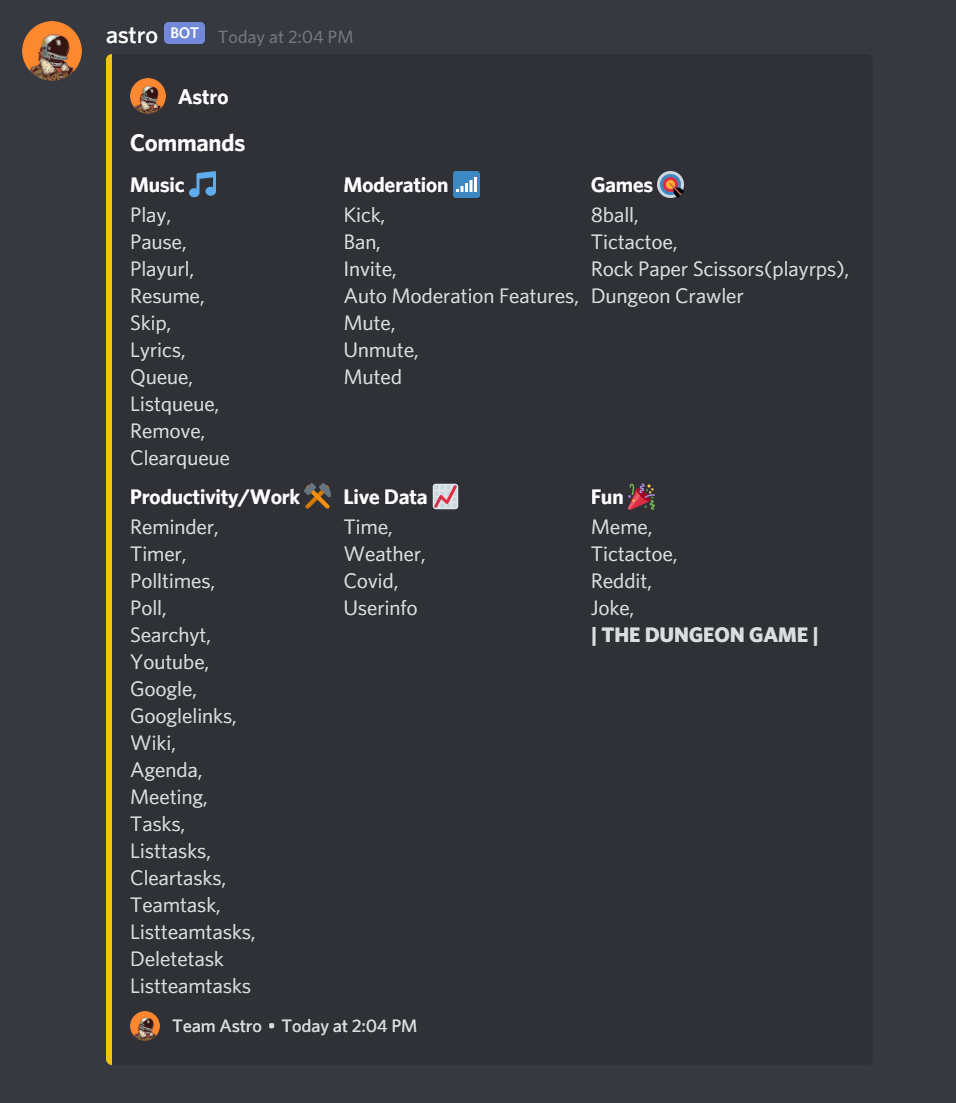 astro BOT Today at 2:04 PM
Astro
Commands
Music
Play,
Pause,
Playurl,
Resume,
Skip,
Lyrics,
Queue,
Listqueue,
Remove,
Clearqueue
Moderation
Kick,
Ban,
Invite,
Auto Moderation Features,
Mute,
Unmute,
Muted
Games
8ball,
Tictactoe,
Rock Paper Scissors(playrps),
Dungeon Crawler
Productivity/Work
Reminder,
Timer,
Polltimes,
Poll,
Searchyt,
Youtube,
Google,
Googlelinks,
Wiki,
Agenda,
Meeting,
Tasks,
Listtasks,
Cleartasks,
Teamtask,
Listteamtasks,
Deletetask
Listteamtasks
Live Data
Time,
Weather,
Covid,
Userinfo
Fun
Meme,
Tictactoe,
Reddit,
Joke,
| THE DUNGEON GAME |
Team Astro • Today at 2:04 PM